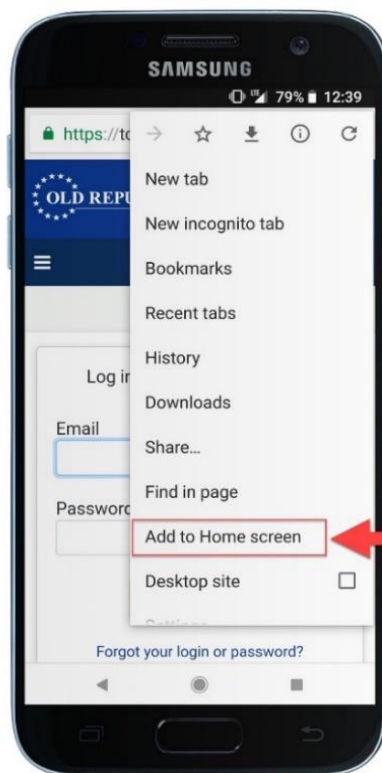 SAMSUNG
79% 12:39
https://to
OLD REPU
New tab
New incognito tab
Bookmarks
Recent tabs
History
Log in
Downloads
Email
Share...
Find in page
Password
Add to Home screen
Desktop site
Settings
Forgot your login or password?